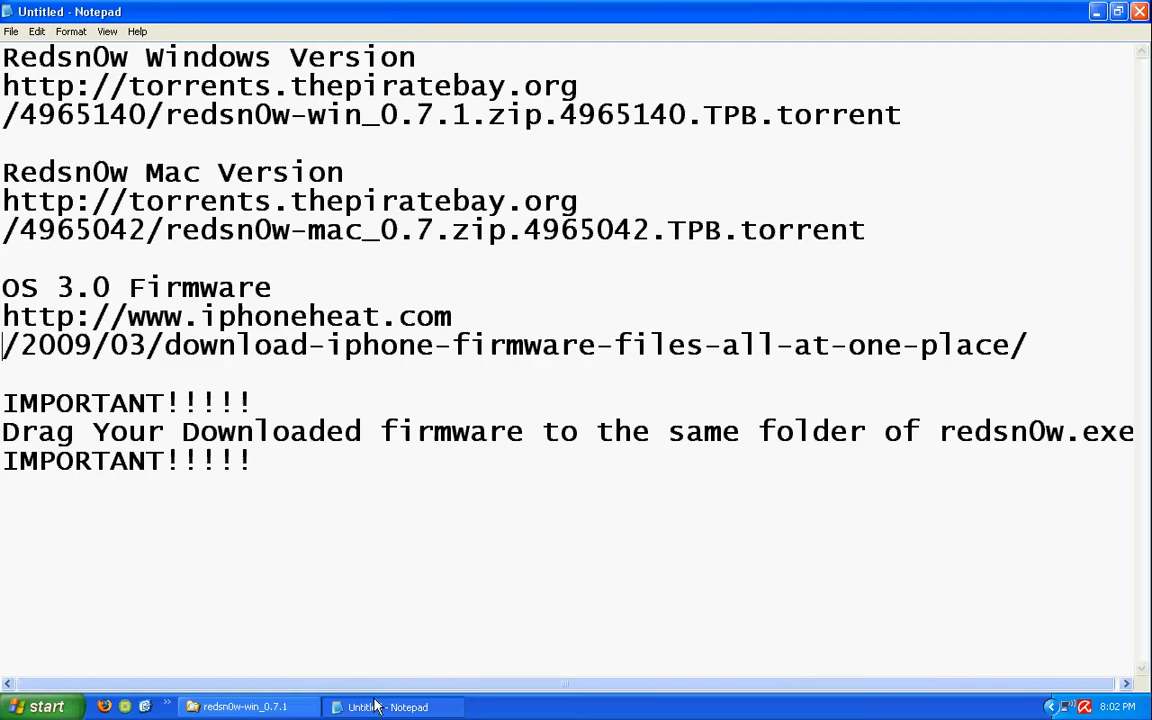 Untitled - Notepad
File Edit Format View Help
Redsn0w Windows Version
http://torrents.thepiratebay.org
/4965140/redsn0w-win_0.7.1.zip.4965140.TPB.torrent
Redsn0w Mac Version
http://torrents.thepiratebay.org
/4965042/redsn0w-mac_0.7.zip.4965042.TPB.torrent
OS 3.0 Firmware
http://www.iphoneheat.com
/2009/03/download-iphone-firmware-files-all-at-one-place/
IMPORTANT!!!!!
Drag Your Downloaded firmware to the same folder of redsn0w.exe
IMPORTANT!!!!!
start redsn0w-win_0.7.1 Untitled - Notepad 8:02 PM